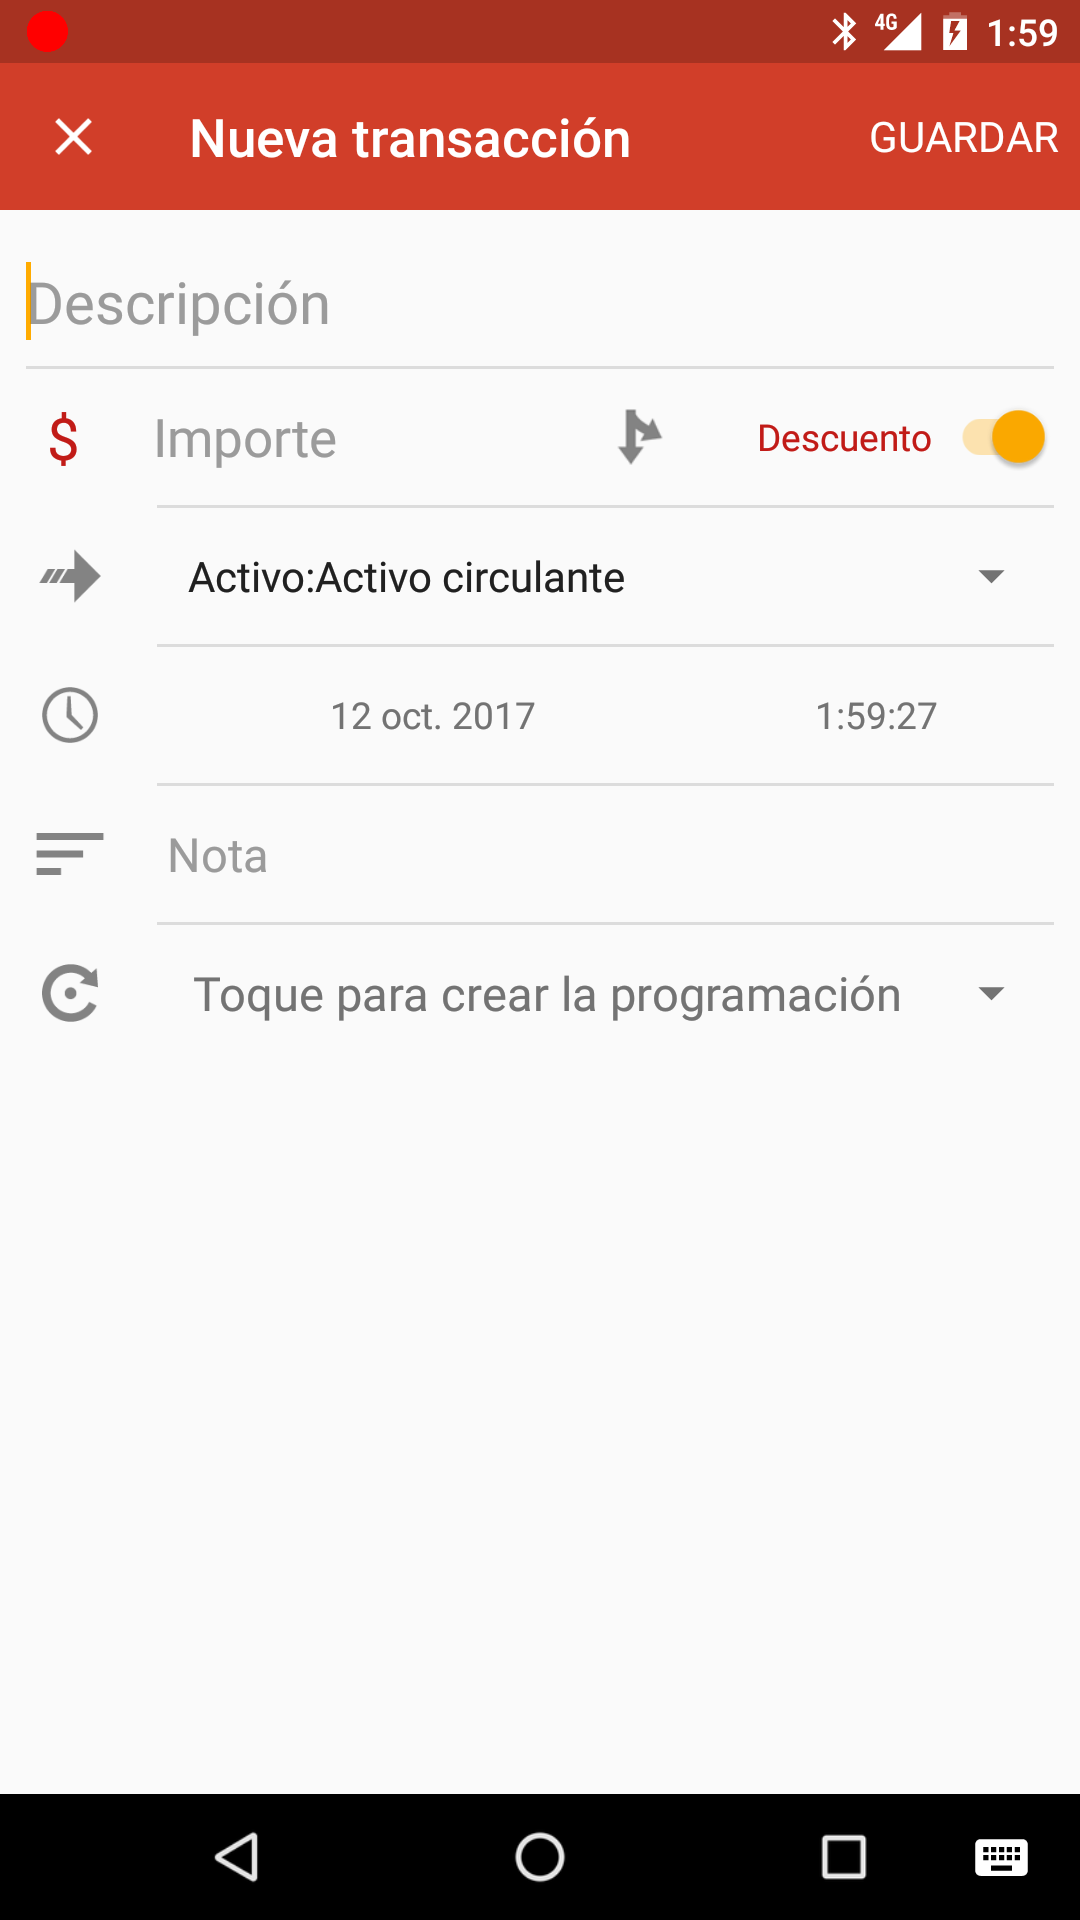 4G 1:59
Nueva transacción GUARDAR
Descripción
$ Importe Descuento
Activo:Activo circulante
12 oct. 2017 1:59:27
Nota
Toque para crear la programación